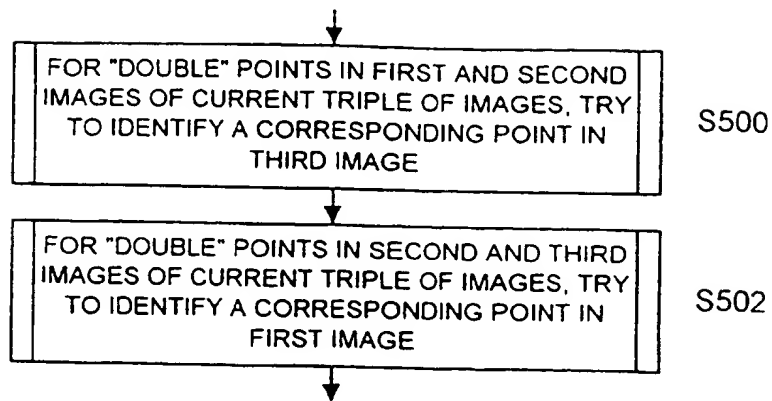 FOR "DOUBLE" POINTS IN FIRST AND SECOND
IMAGES OF CURRENT TRIPLE OF IMAGES, TRY
TO IDENTIFY A CORRESPONDING POINT IN
THIRD IMAGE
S500
FOR "DOUBLE" POINTS IN SECOND AND THIRD
IMAGES OF CURRENT TRIPLE OF IMAGES, TRY
TO IDENTIFY A CORRESPONDING POINT IN
FIRST IMAGE
S502